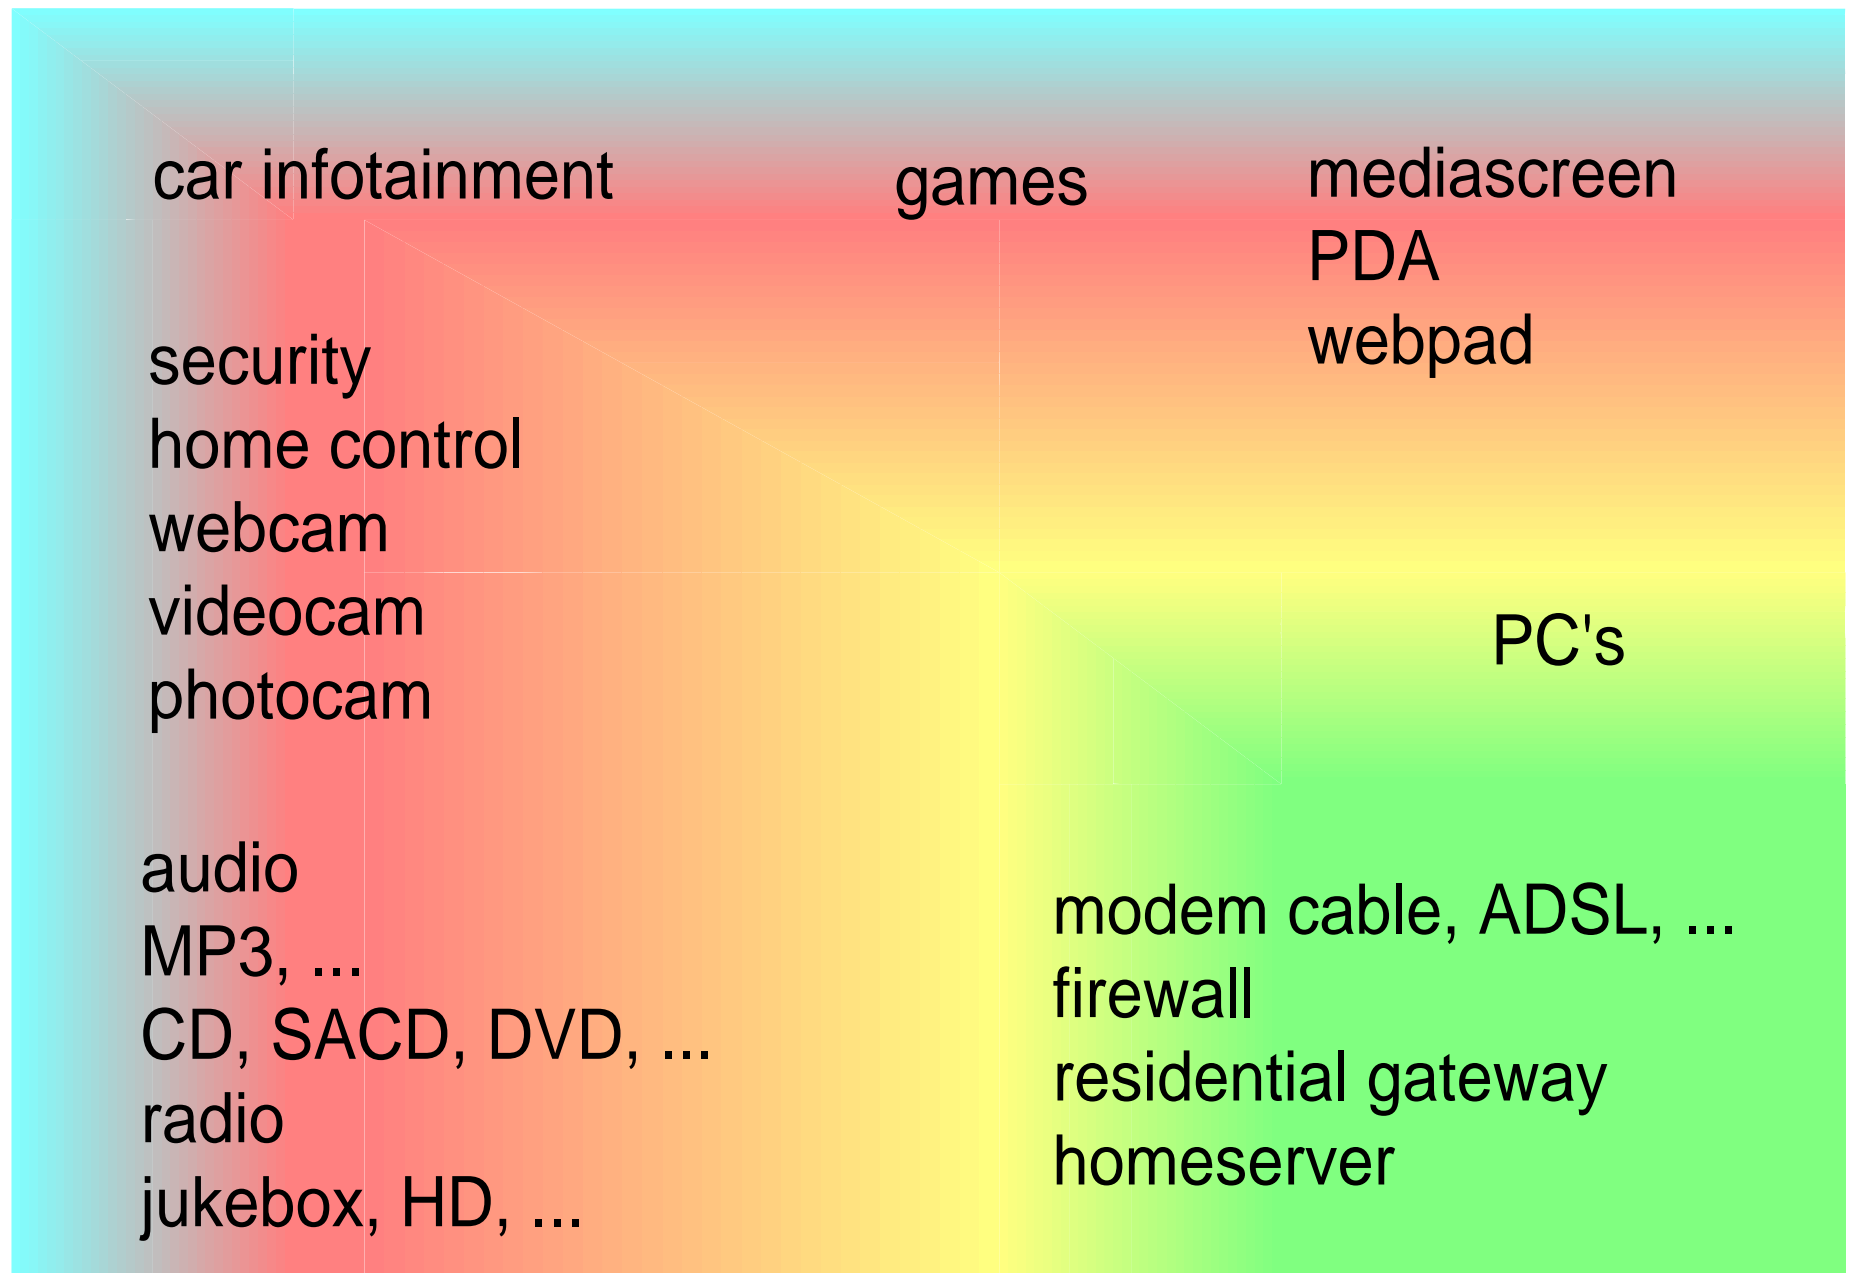 car infotainment
games
mediascreen
PDA
webpad
security
home control
webcam
videocam
photocam
PC's
audio
MP3, ...
CD, SACD, DVD, ...
radio
jukebox, HD, ...
modem cable, ADSL, ...
firewall
residential gateway
homeserver